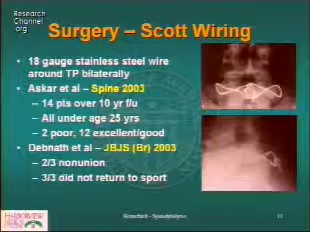 Research
Channel
.org
Surgery – Scott Wiring
• 18 gauge stainless steel wire
around TP bilaterally
• Askar et al – Spine 2003
– 14 pts over 10 yr f/u
– All under age 25 yrs
– 2 poor, 12 excellent/good
• Debnath et al – JBJS (Br) 2003
– 2/3 nonunion
– 3/3 did not return to sport
HARBORVIEW
11